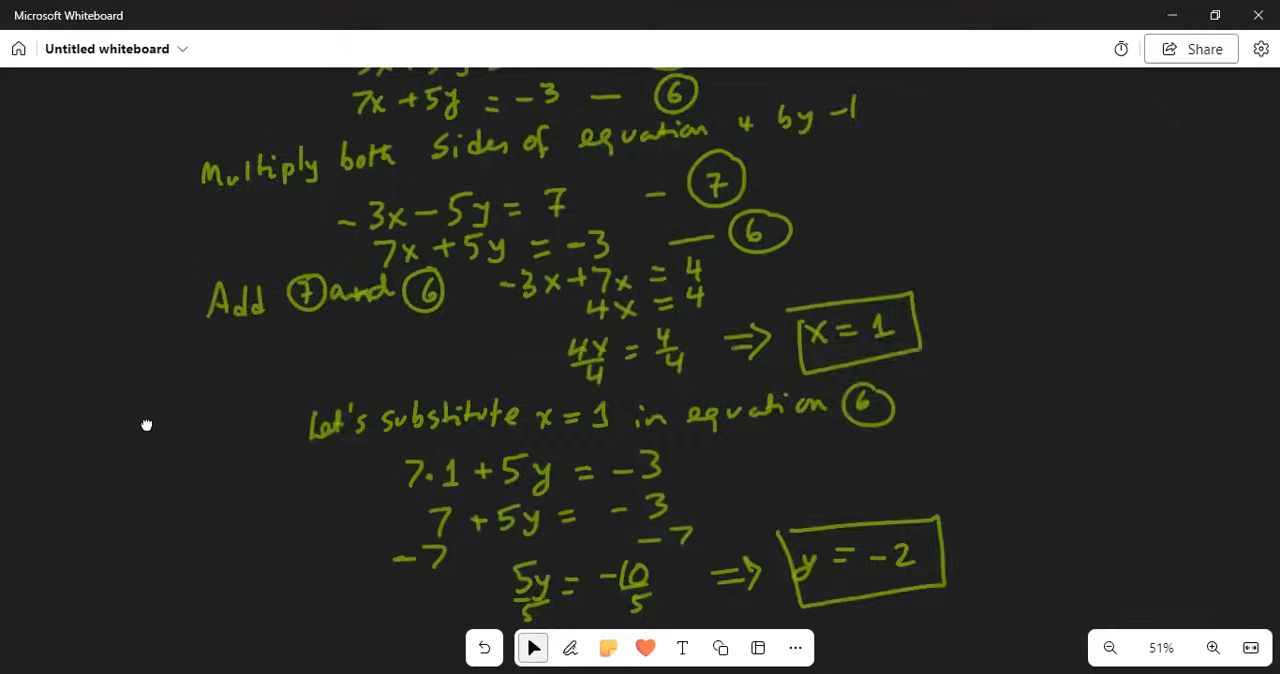 Microsoft Whiteboard
Untitled whiteboard
Share
7x + 5y = -3 — 6
Multiply both sides of equation 4 by -1
-3x - 5y = 7 - 7
7x + 5y = -3 — 6
Add 7 and 6 -3x + 7x = 4
4x = 4
4x/4 = 4/4 ⇒ x = 1
Let's substitute x = 1 in equation 6
7.1 + 5y = -3
7 + 5y = -3
-7 -7
5y/5 = -10/5 ⇒ y = -2
T
51%